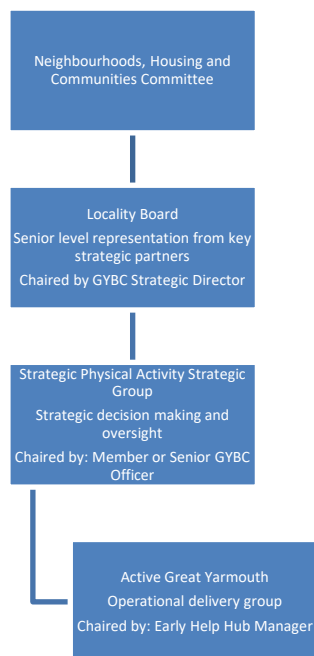 Neighbourhoods, Housing and
Communities Committee
Locality Board
Senior level representation from key
strategic partners
Chaired by GYBC Strategic Director
Strategic Physical Activity Strategic
Group
Strategic decision making and
oversight
Chaired by: Member or Senior GYBC
Officer
Active Great Yarmouth
Operational delivery group
Chaired by: Early Help Hub Manager